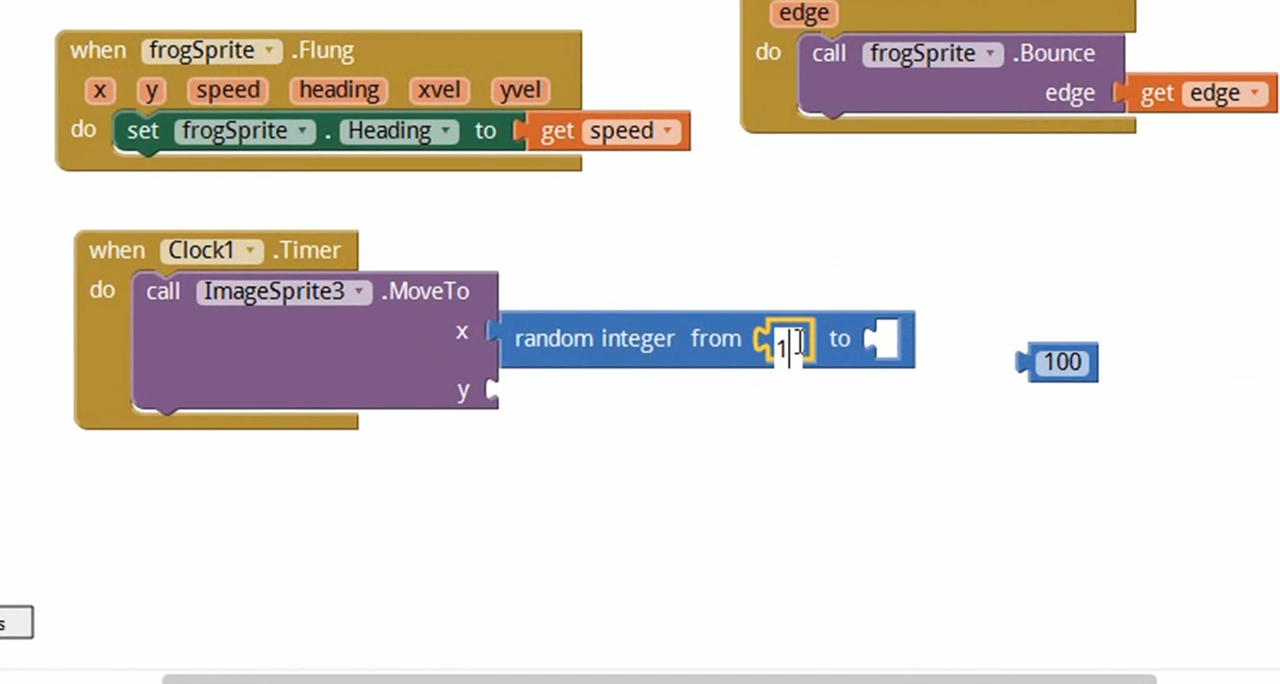 when frogSprite .Flung
x y speed heading xvel yvel
do set frogSprite . Heading to get speed
edge
do call frogSprite .Bounce
edge get edge
when Clock1 .Timer
do call ImageSprite3 .MoveTo
x random integer from 1 to
100
y
s